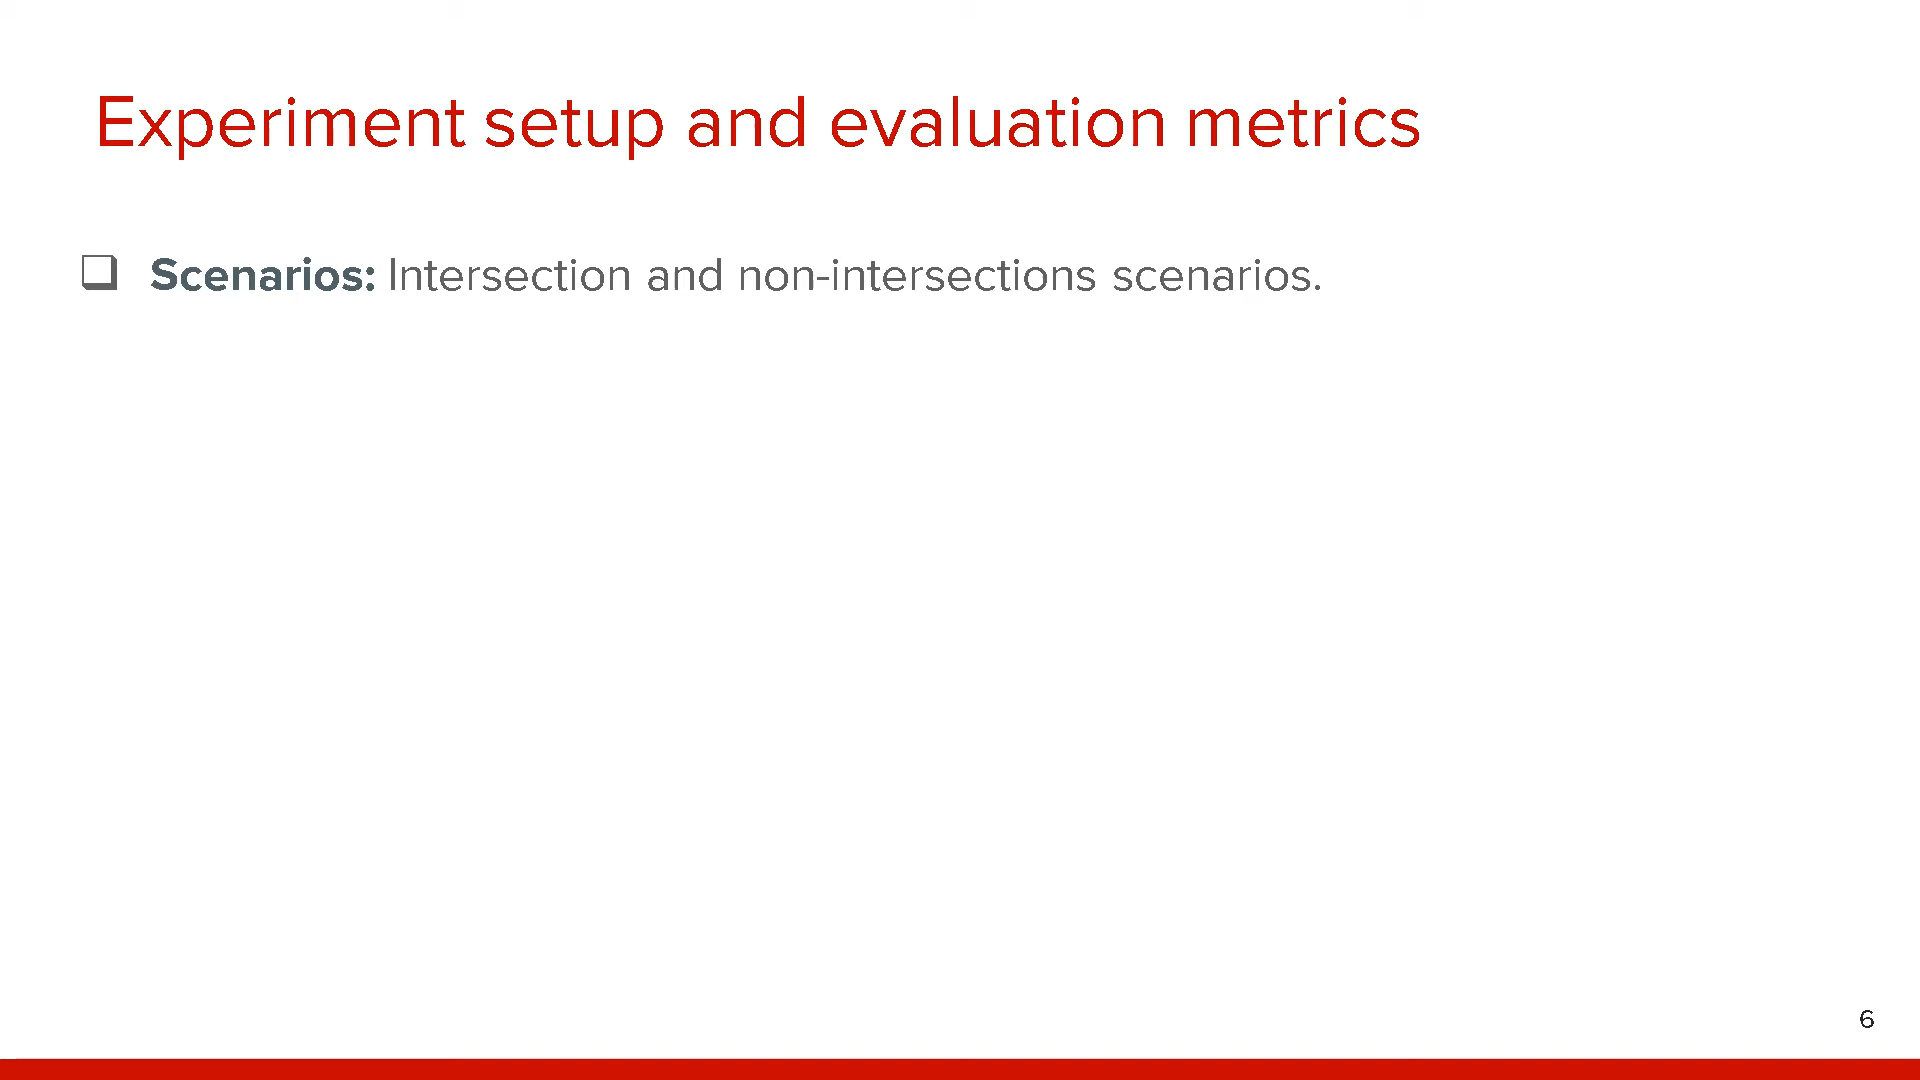 Experiment setup and evaluation metrics
Scenarios: Intersection and non-intersections scenarios.
6